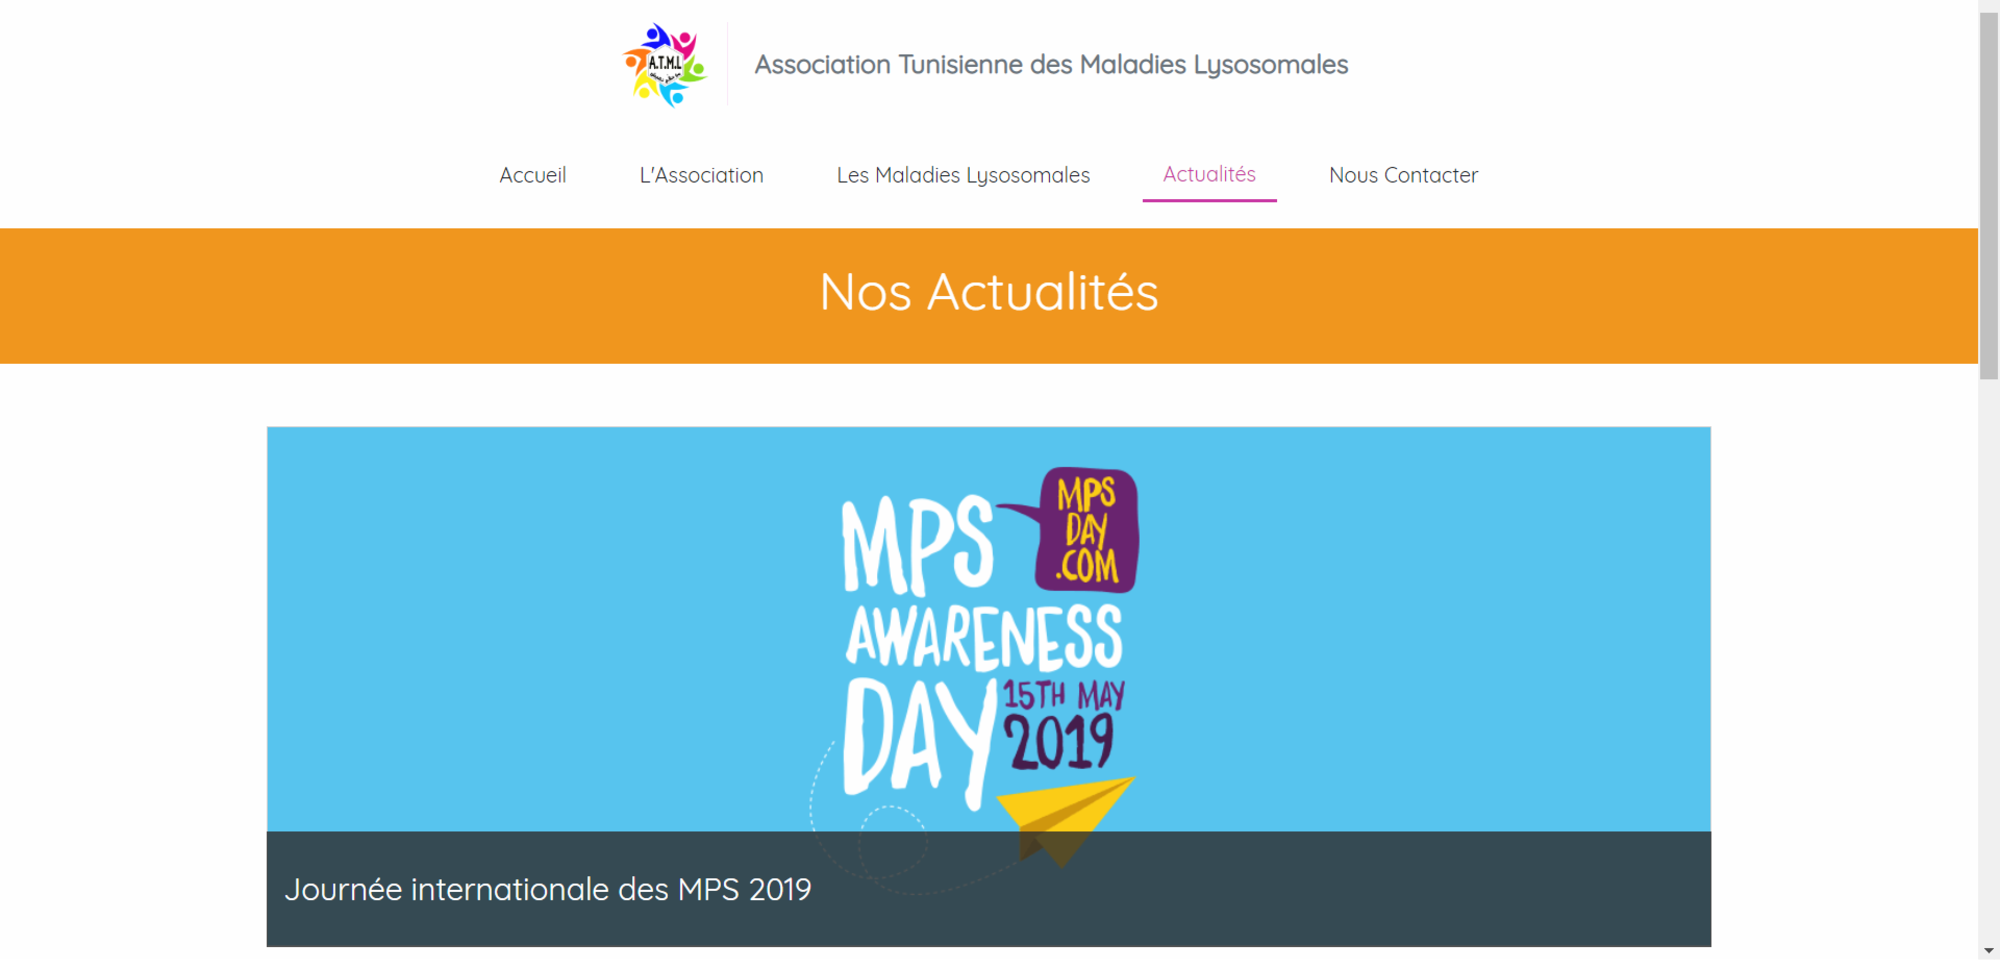 A.T.M.L
Association Tunisienne des Maladies Lysosomales
Accueil
L'Association
Les Maladies Lysosomales
Actualités
Nous Contacter
Nos Actualités
MPS
MPS
DAY
.COM
AWARENESS
DAY
15TH MAY
2019
Journée internationale des MPS 2019